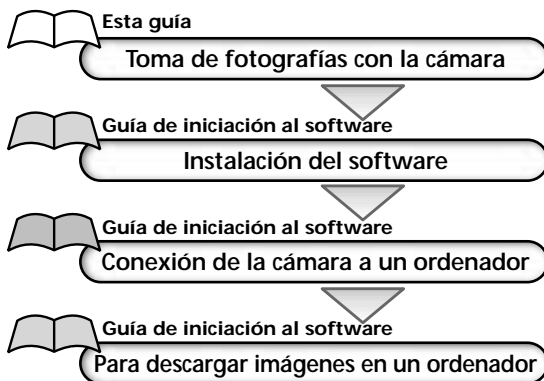 Esta guía
Toma de fotografías con la cámara
Guía de iniciación al software
Instalación del software
Guía de iniciación al software
Conexión de la cámara a un ordenador
Guía de iniciación al software
Para descargar imágenes en un ordenador